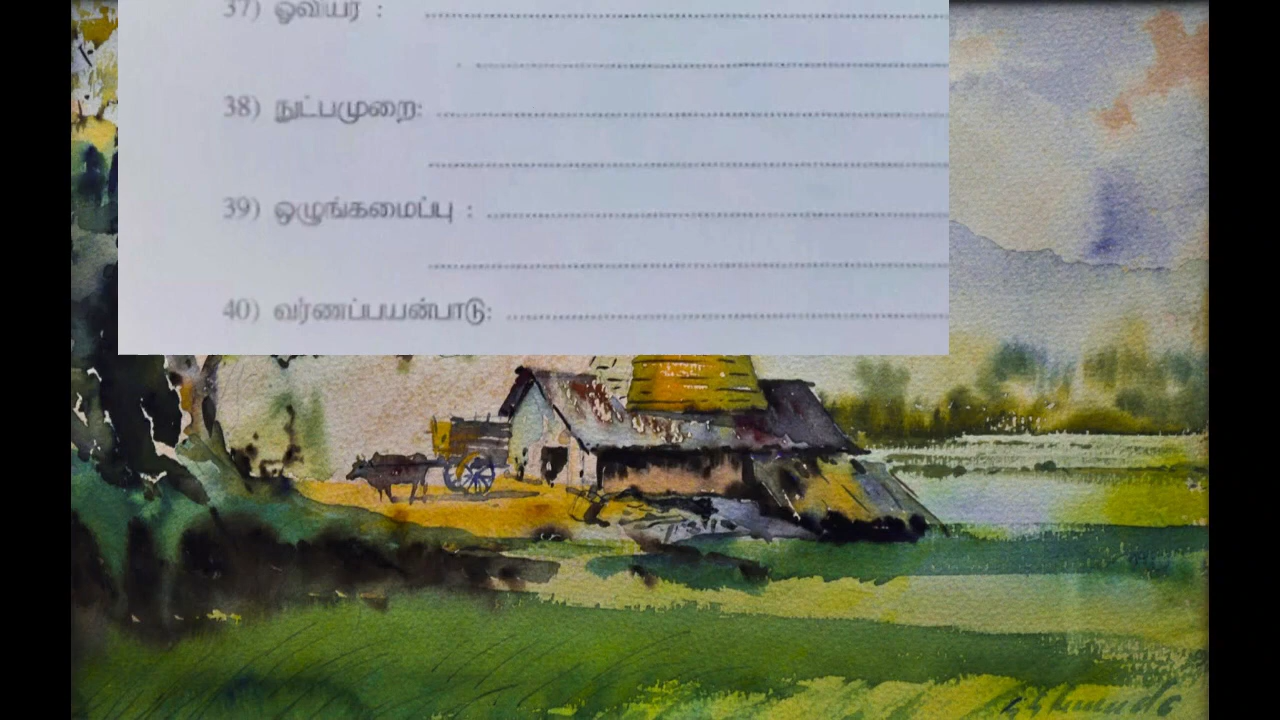 37) ஓவியர் :
38) நுட்பமுறை:
39) ஒழுங்கமைப்பு :
40) வர்ணப்பயன்பாடு: